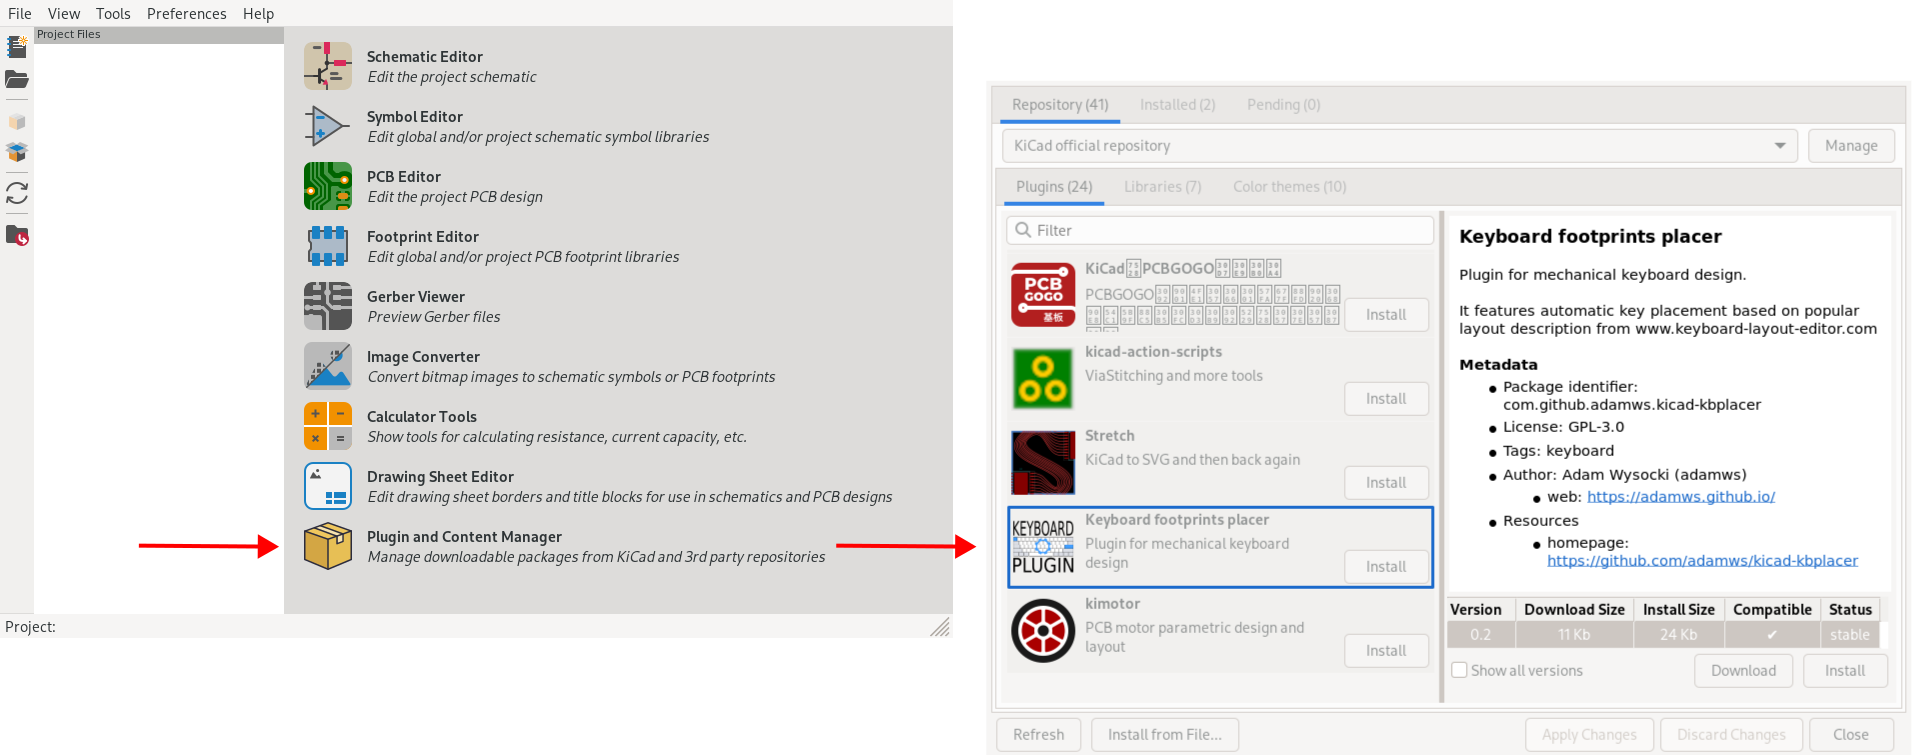 File View Tools Preferences Help
Project Files
Schematic Editor
Edit the project schematic
Symbol Editor
Edit global and/or project schematic symbol libraries
PCB Editor
Edit the project PCB design
Footprint Editor
Edit global and/or project PCB footprint libraries
Gerber Viewer
Preview Gerber files
Image Converter
Convert bitmap images to schematic symbols or PCB footprints
Calculator Tools
Show tools for calculating resistance, current capacity, etc.
Drawing Sheet Editor
Edit drawing sheet borders and title blocks for use in schematics and PCB designs
Plugin and Content Manager
Manage downloadable packages from KiCad and 3rd party repositories
Project:
Repository (41) Installed (2) Pending (0)
KiCad official repository
Manage
Plugins (24) Libraries (7) Color themes (10)
Filter
PCB
GOGO
基板
KiCad PCBGOGO
PCBGOGO
Install
kicad-action-scripts
ViaStitching and more tools
Install
Stretch
KiCad to SVG and then back again
Install
KEYBOARD
PLUGIN
Keyboard footprints placer
Plugin for mechanical keyboard
design
Install
kimotor
PCB motor parametric design and
layout
Install
Keyboard footprints placer
Plugin for mechanical keyboard design.
It features automatic key placement based on popular
layout description from www.keyboard-layout-editor.com
Metadata
Package identifier:
com.github.adamws.kicad-kbplacer
License: GPL-3.0
Tags: keyboard
Author: Adam Wysocki (adamws)
web: https://adamws.github.io/
Resources
homepage:
https://github.com/adamws/kicad-kbplacer
Version Download Size Install Size Compatible Status
0.2 11 Kb 24 Kb ✔ stable
Show all versions
Download Install
Refresh Install from File... Apply Changes Discard Changes Close